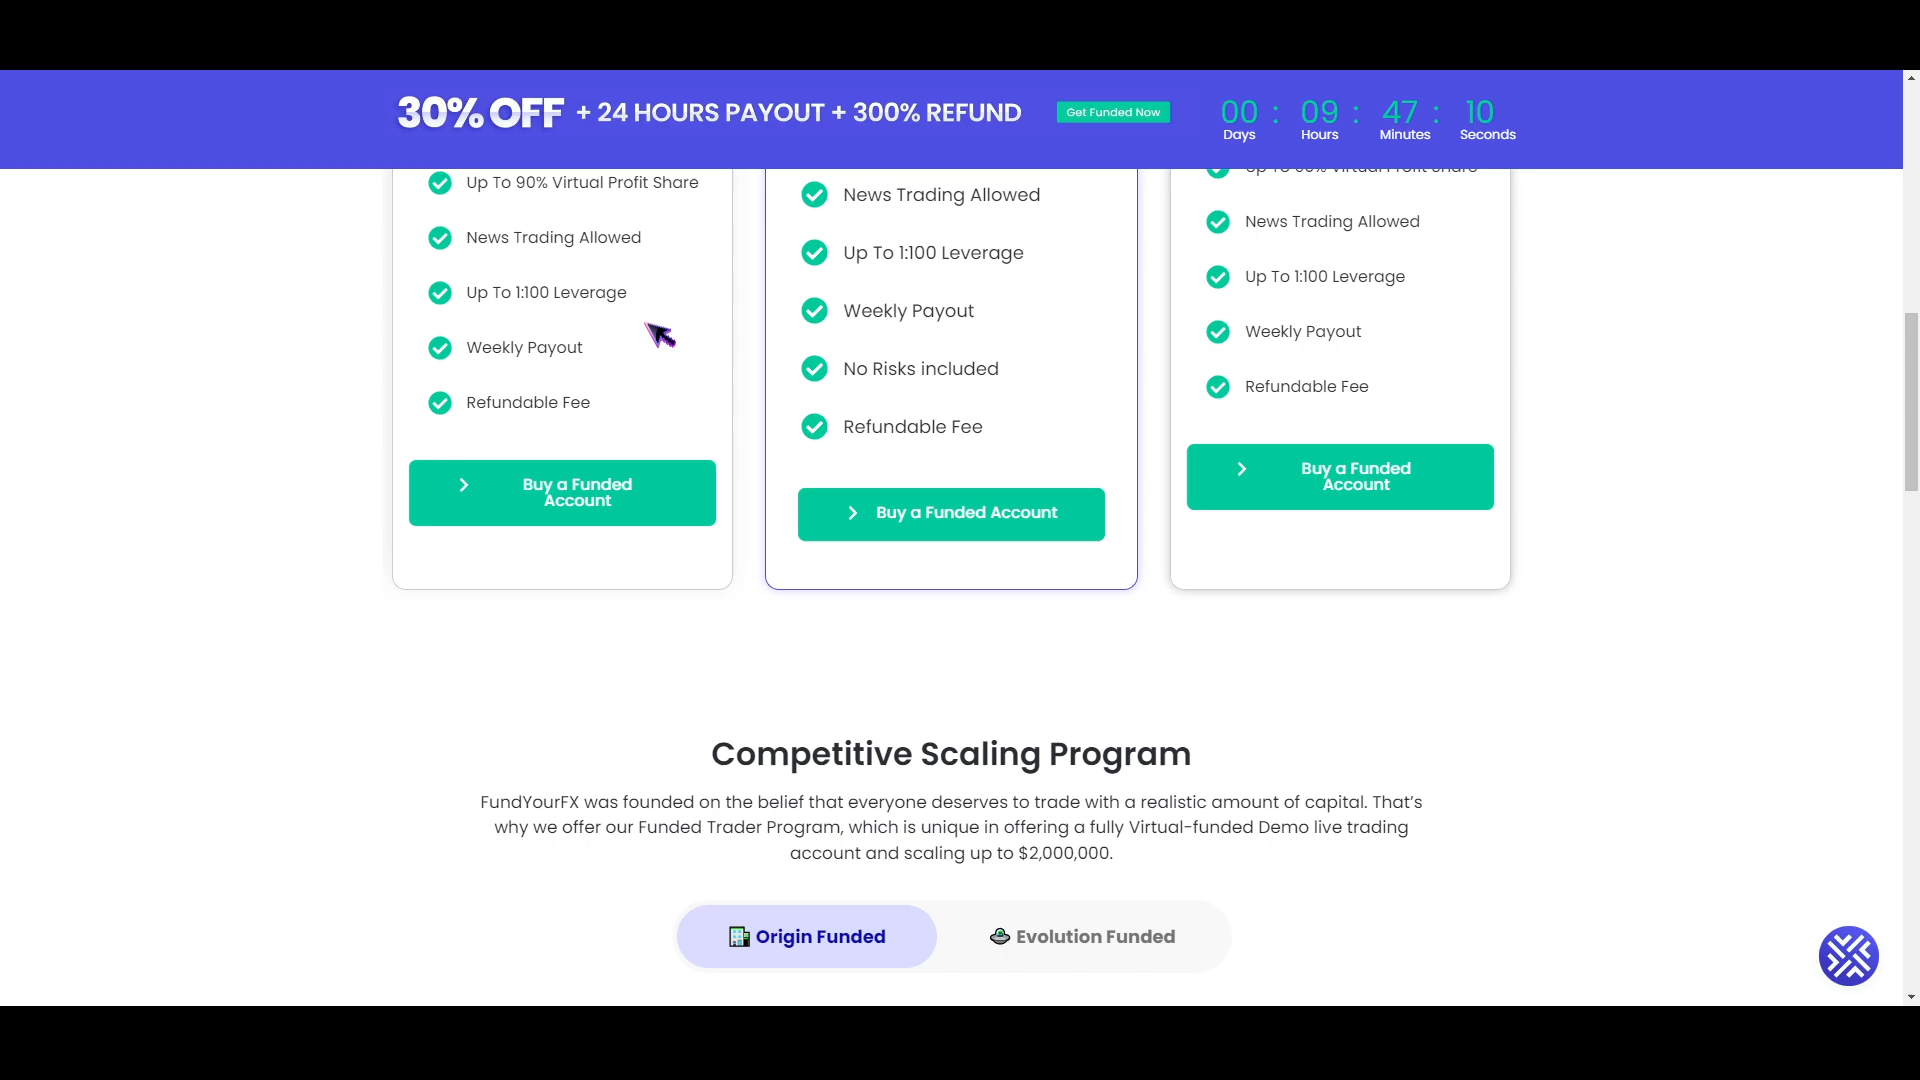 30% OFF + 24 HOURS PAYOUT + 300% REFUND
Get Funded Now
00 : 09 : 47 : 10
Days Hours Minutes Seconds
Up To 90% Virtual Profit Share
News Trading Allowed
Up To 1:100 Leverage
Weekly Payout
Refundable Fee
Buy a Funded
Account
News Trading Allowed
Up To 1:100 Leverage
Weekly Payout
No Risks included
Refundable Fee
Buy a Funded Account
News Trading Allowed
Up To 1:100 Leverage
Weekly Payout
Refundable Fee
Buy a Funded
Account
Competitive Scaling Program
FundYourFX was founded on the belief that everyone deserves to trade with a realistic amount of capital. That’s
why we offer our Funded Trader Program, which is unique in offering a fully Virtual-funded Demo live trading
account and scaling up to $2,000,000.
Origin Funded
Evolution Funded